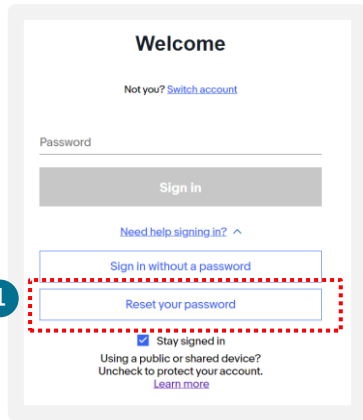 Welcome
Not you? Switch account
Password
Sign in
Need help signing in?
Sign in without a password
1
Reset your password
Stay signed in
Using a public or shared device?
Uncheck to protect your account.
Learn more